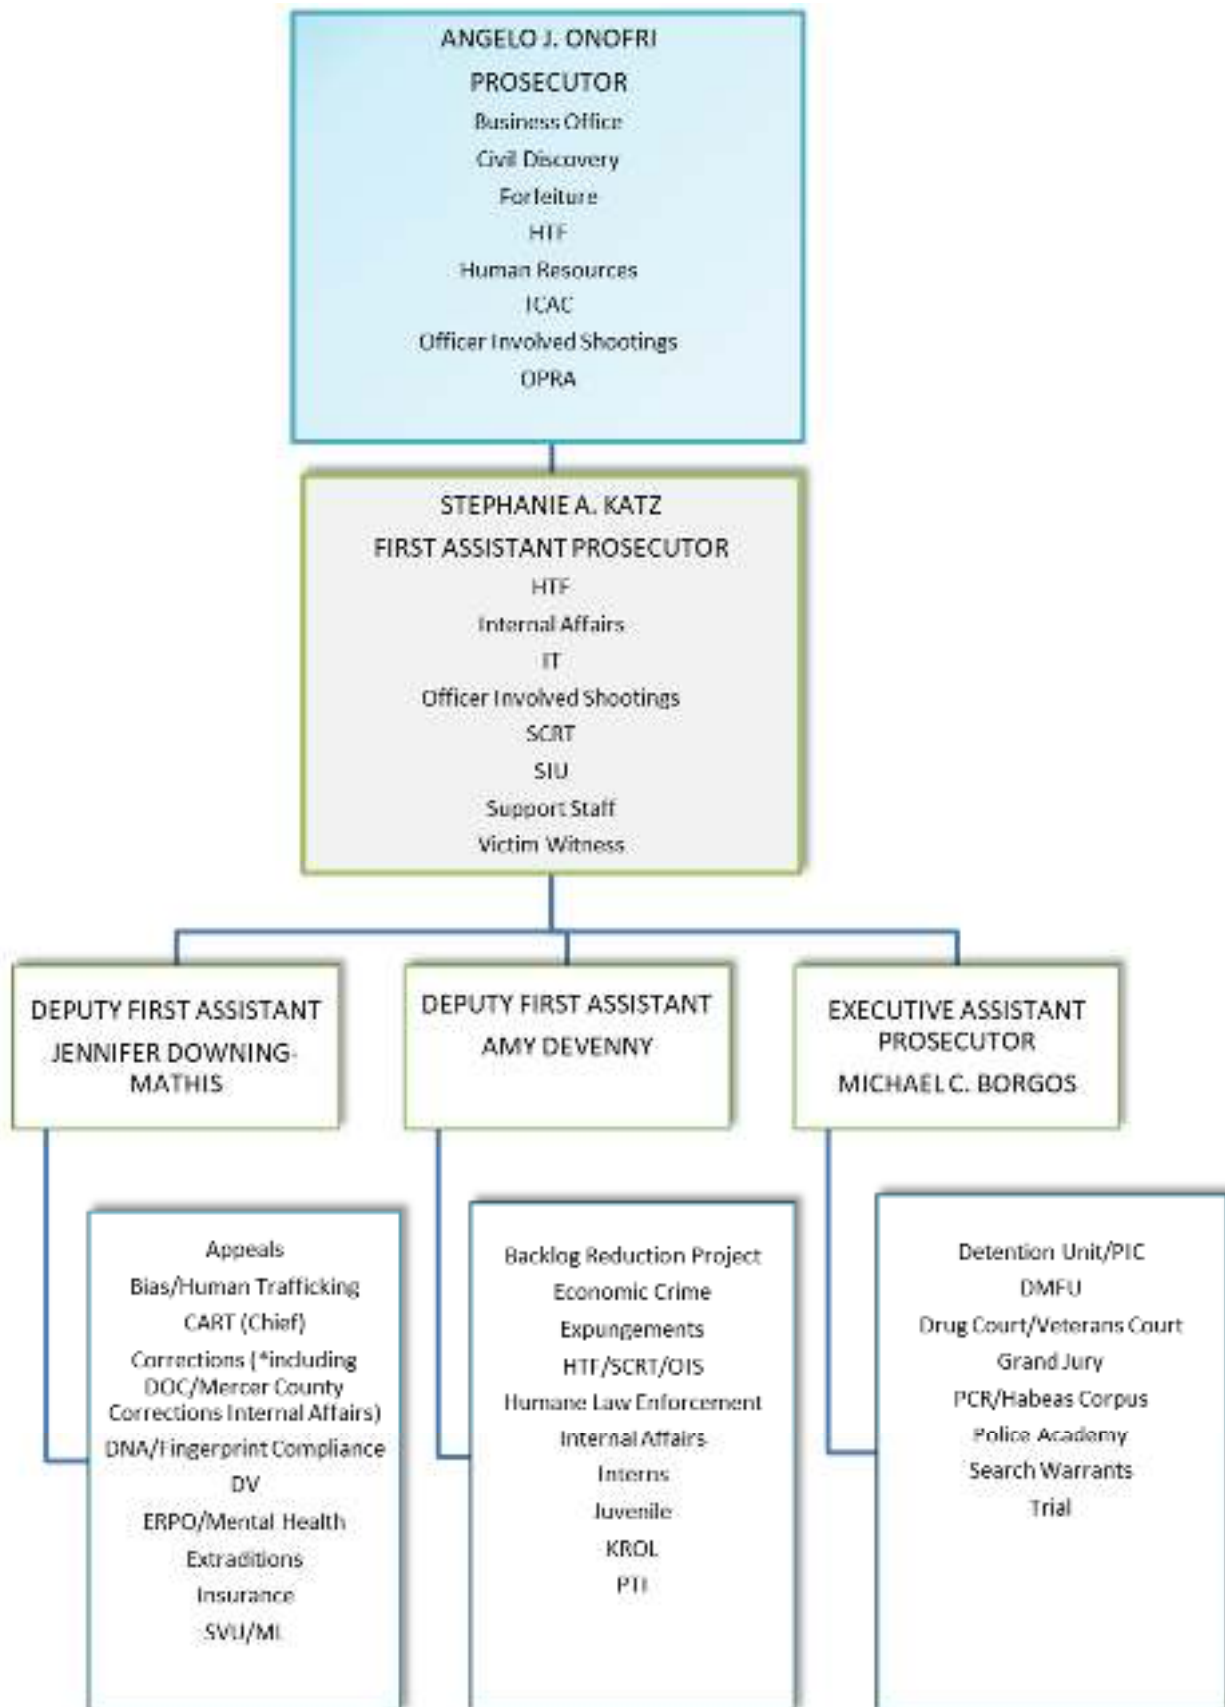 ANGELO J. ONOFRI
PROSECUTOR
Business Office
Civil Discovery
Forfeiture
HTF
Human Resources
ICAC
Officer Involved Shootings
OPRA
STEPHANIE A. KATZ
FIRST ASSISTANT PROSECUTOR
HTF
Internal Affairs
IT
Officer Involved Shootings
SCRT
SIU
Support Staff
Victim Witness
DEPUTY FIRST ASSISTANT
JENNIFER DOWNING-
MATHIS
DEPUTY FIRST ASSISTANT
AMY DEVENNY
EXECUTIVE ASSISTANT
PROSECUTOR
MICHAEL C. BORGOS
Appeals
Bias/Human Trafficking
CART (Chief)
Corrections (*including
DOC/Mercer County
Corrections Internal Affairs)
DNA/Fingerprint Compliance
DV
ERPO/Mental Health
Extraditions
Insurance
SVU/ML
Backlog Reduction Project
Economic Crime
Expungements
HTF/SCRT/OIS
Humane Law Enforcement
Internal Affairs
Interns
Juvenile
KROL
PTI
Detention Unit/PIC
DMFU
Drug Court/Veterans Court
Grand Jury
PCR/Habeas Corpus
Police Academy
Search Warrants
Trial